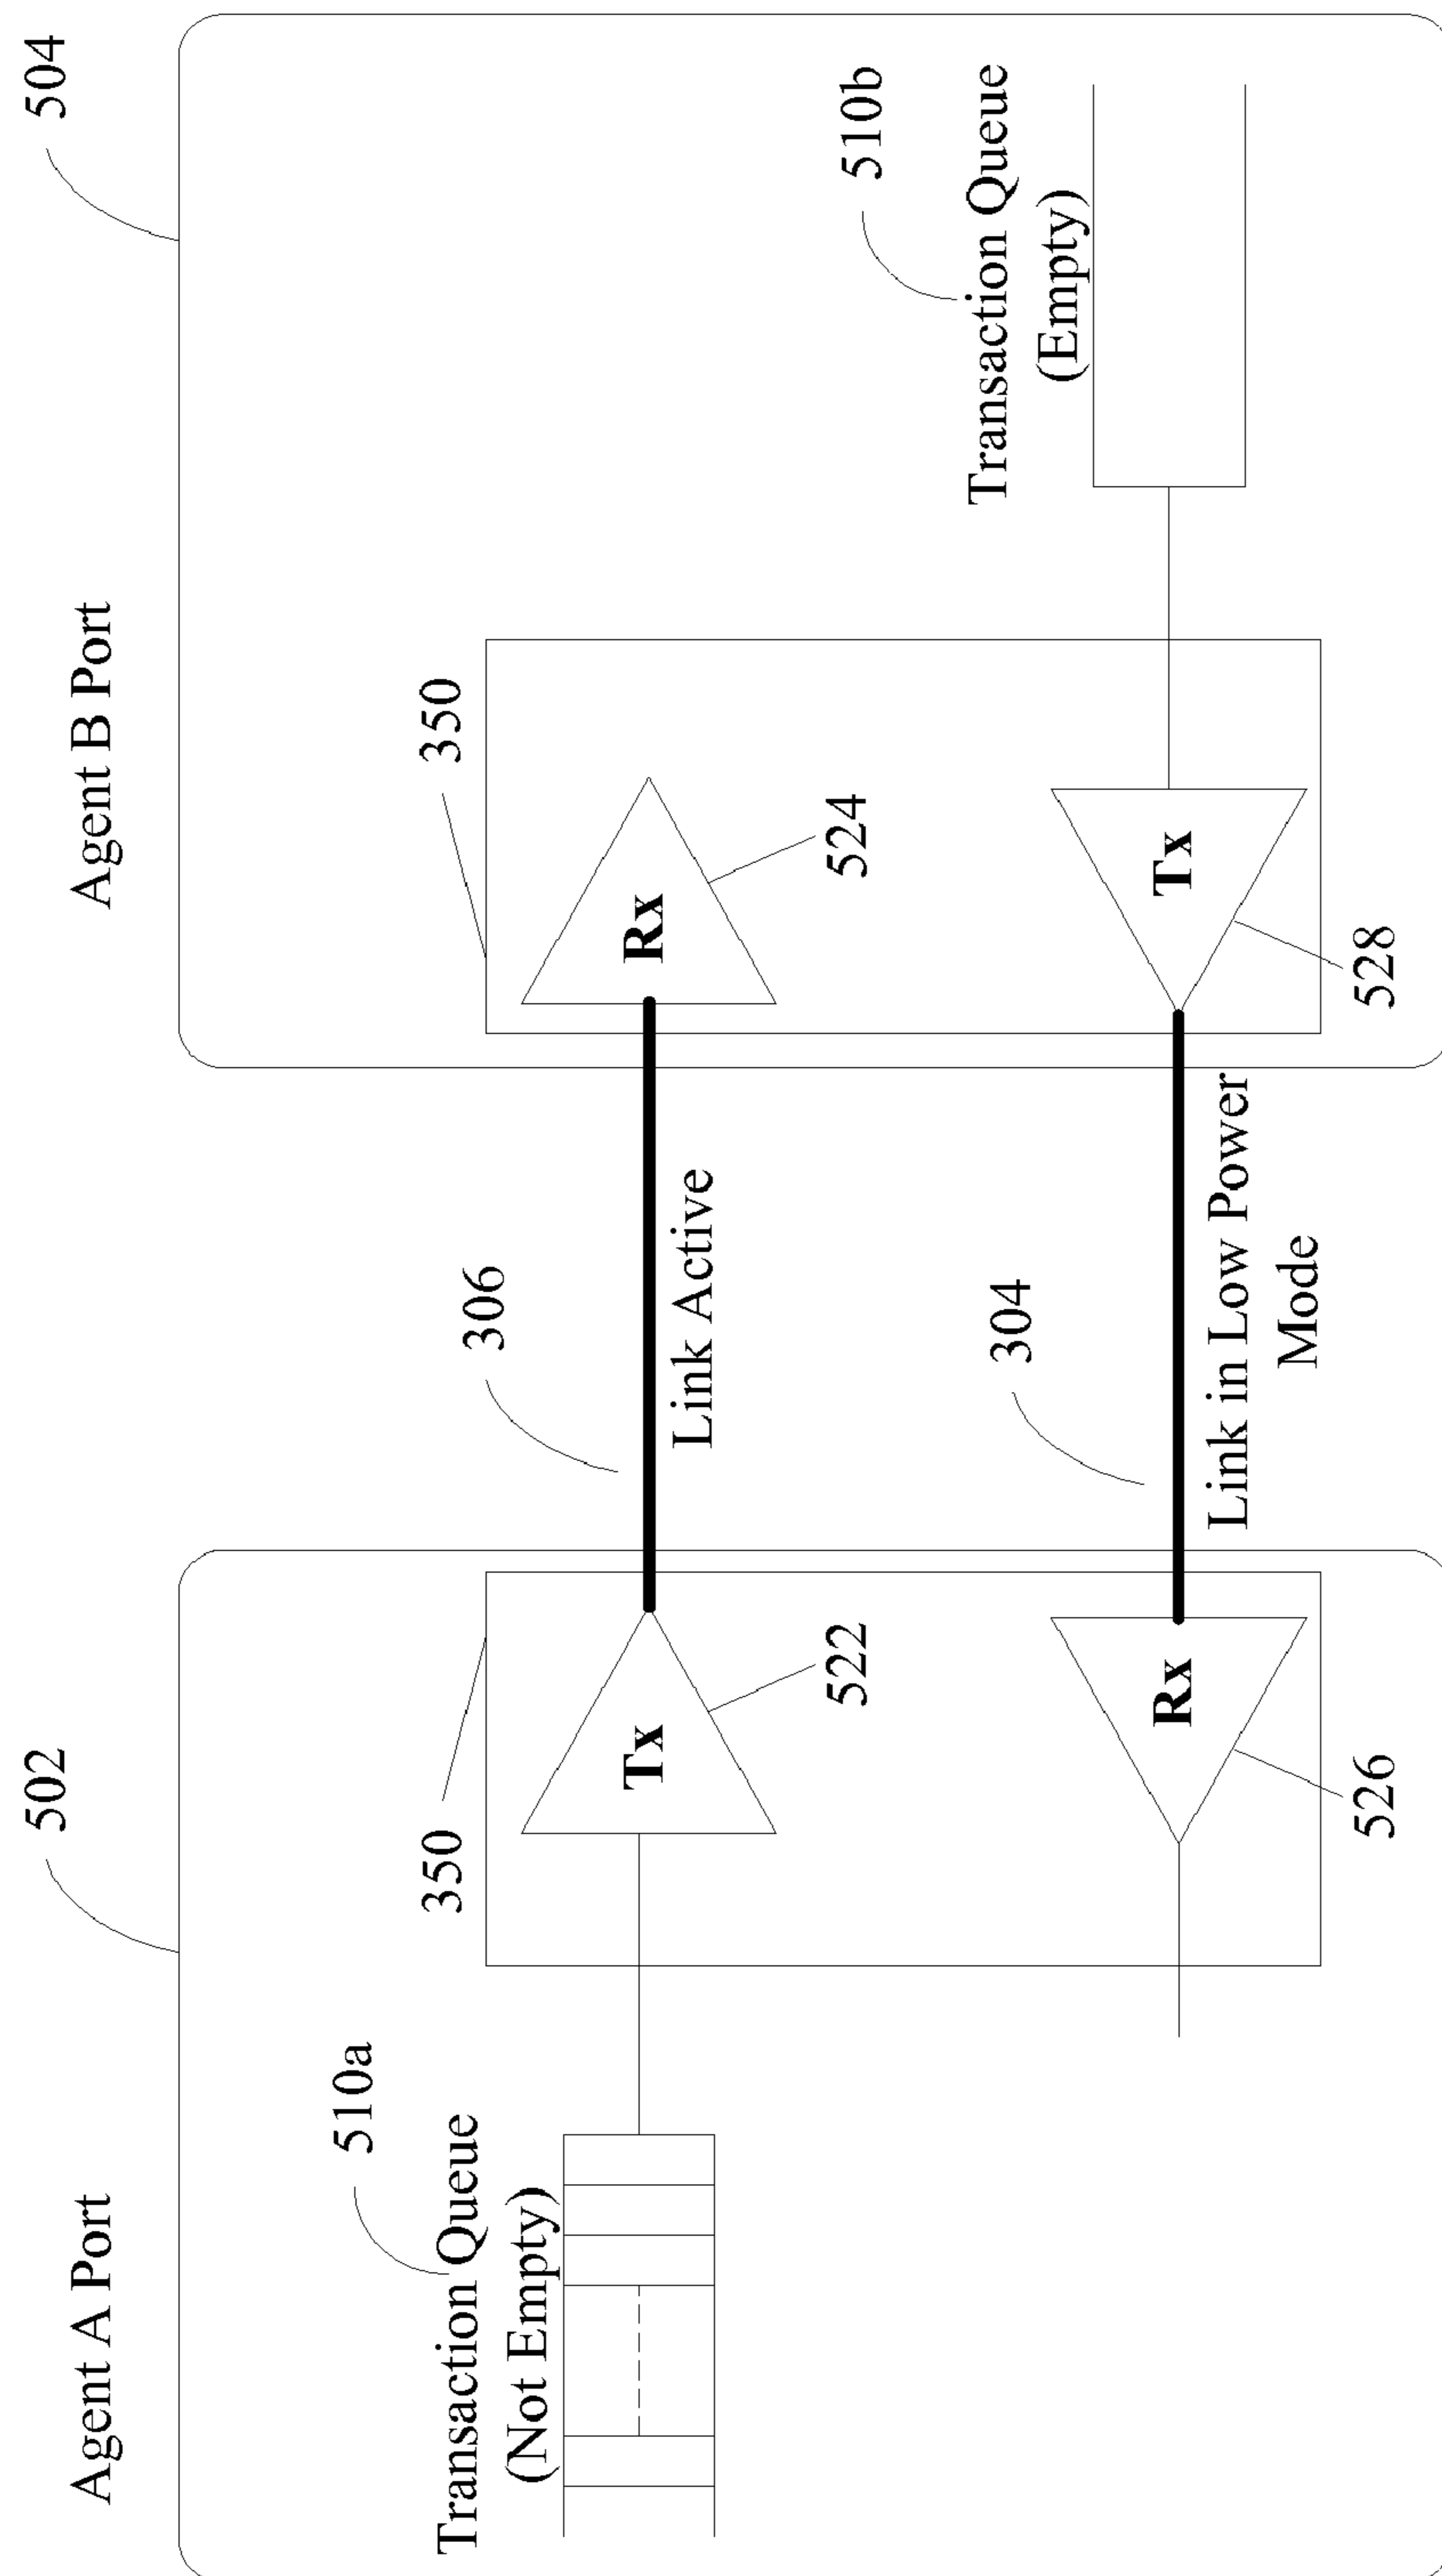 Agent A Port
Agent B Port
502
504
510a
Transaction Queue
(Not Empty)
350
Tx
522
306
Link Active
350
Rx
524
510b
Transaction Queue
(Empty)
Rx
526
304
Link in Low Power
Mode
Tx
528